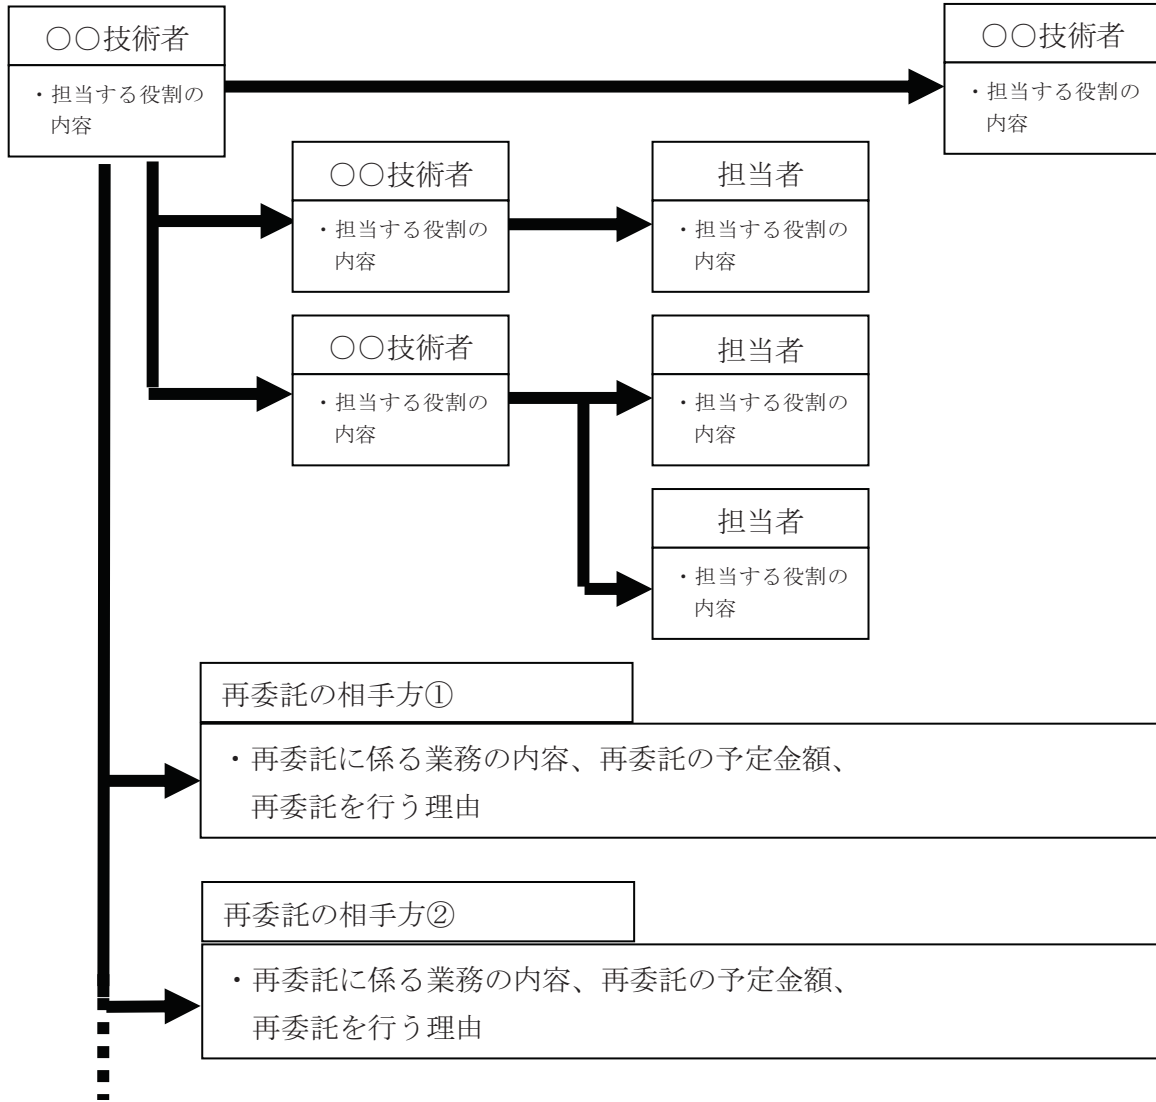 ○○技術者
・担当する役割の
内容
○○技術者
・担当する役割の
内容
○○技術者
・担当する役割の
内容
担当者
・担当する役割の
内容
○○技術者
・担当する役割の
内容
担当者
・担当する役割の
内容
担当者
・担当する役割の
内容
再委託の相手方①
・再委託に係る業務の内容、再委託の予定金額、
再委託を行う理由
再委託の相手方②
・再委託に係る業務の内容、再委託の予定金額、
再委託を行う理由